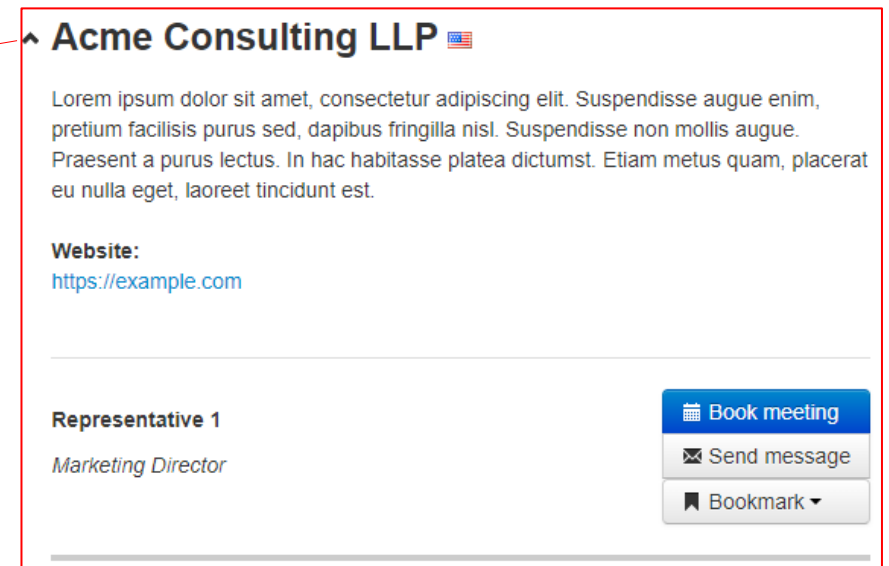 Acme Consulting LLP
Lorem ipsum dolor sit amet, consectetur adipiscing elit. Suspendisse augue enim,
pretium facilisis purus sed, dapibus fringilla nisl. Suspendisse non mollis augue.
Praesent a purus lectus. In hac habitasse platea dictumst. Etiam metus quam, placerat
eu nulla eget, laoreet tincidunt est.
Website:
https://example.com
Representative 1
Marketing Director
Book meeting
Send message
Bookmark